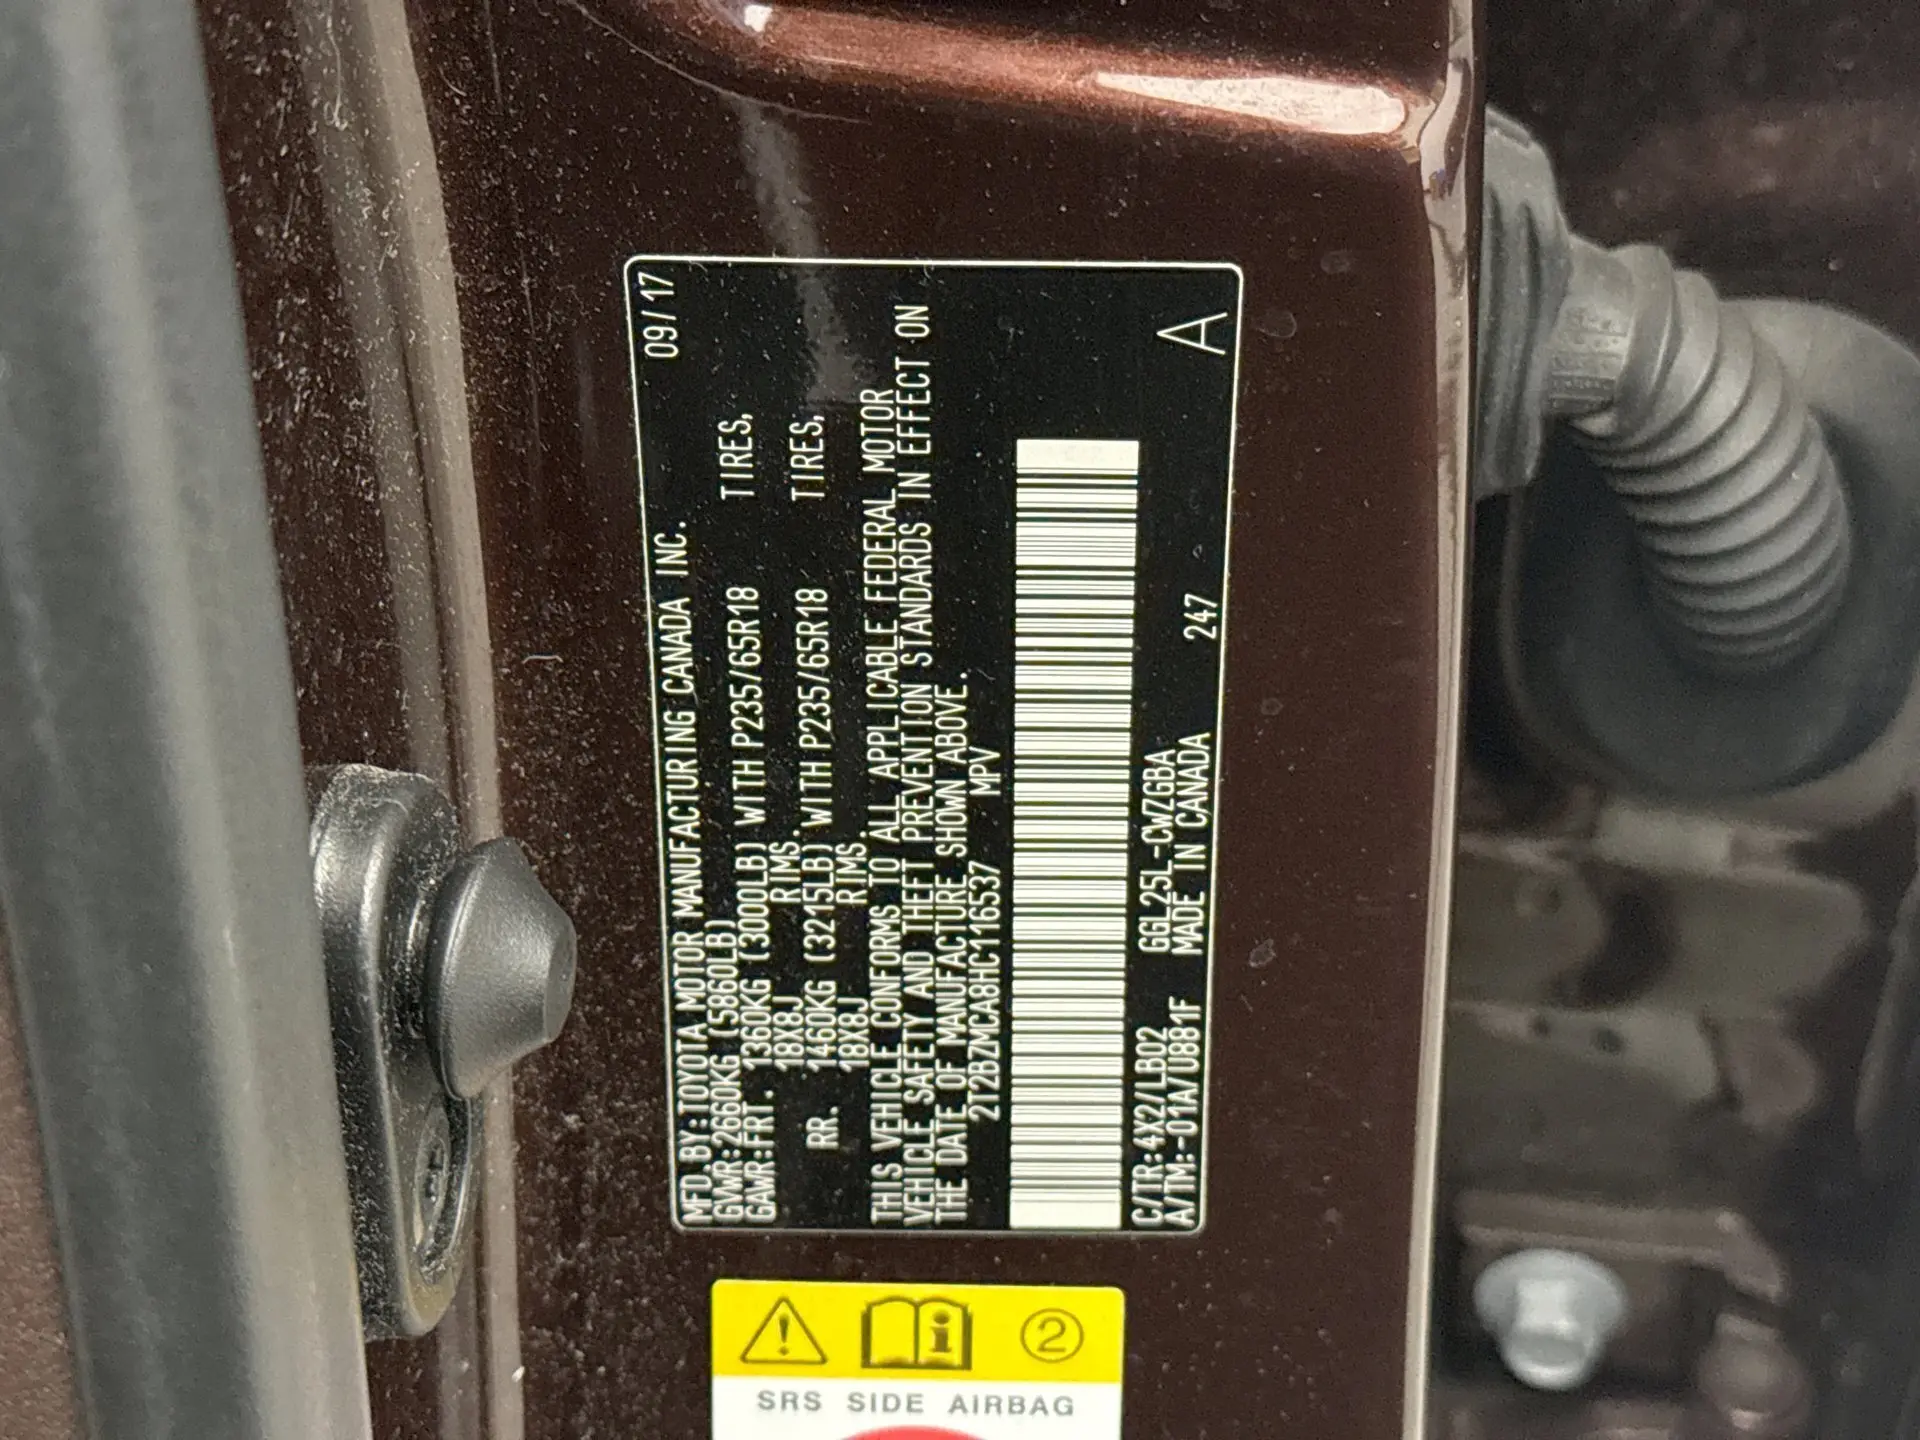 MFD.BY:TOYOTA MOTOR MANUFACTURING CANADA INC. 09/17
GVWR:2660KG (5860LB)
GAWR:FRT. 1360KG (3000LB) WITH P235/65R18 TIRES,
18X8J RIMS.
RR. 1460KG (3215LB) WITH P235/65R18 TIRES,
18X8J RIMS.
THIS VEHICLE CONFORMS TO ALL APPLICABLE FEDERAL MOTOR
VEHICLE SAFETY AND THEFT PREVENTION STANDARDS IN EFFECT ON
THE DATE OF MANUFACTURE SHOWN ABOVE.
2T2BZMCA8HC116537 MPV
C/TR:4X2/LB02 GGL25L-CWZGBA
A/TM:-01A/U881F MADE IN CANADA 247 A
2
SRS SIDE AIRBAG